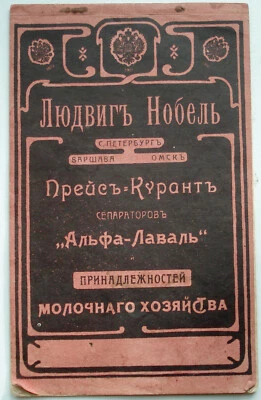 Людвигъ Нобель
С.ПЕТЕРБУРГЪ
ВАРШАВА ОМСКЪ
Прейсъ-Курантъ
СЕПАРАТОРОВЪ
„Альфа-Лаваль“
и
ПРИНАДЛЕЖНОСТЕЙ
МОЛОЧНАГО ХОЗЯЙСТВА